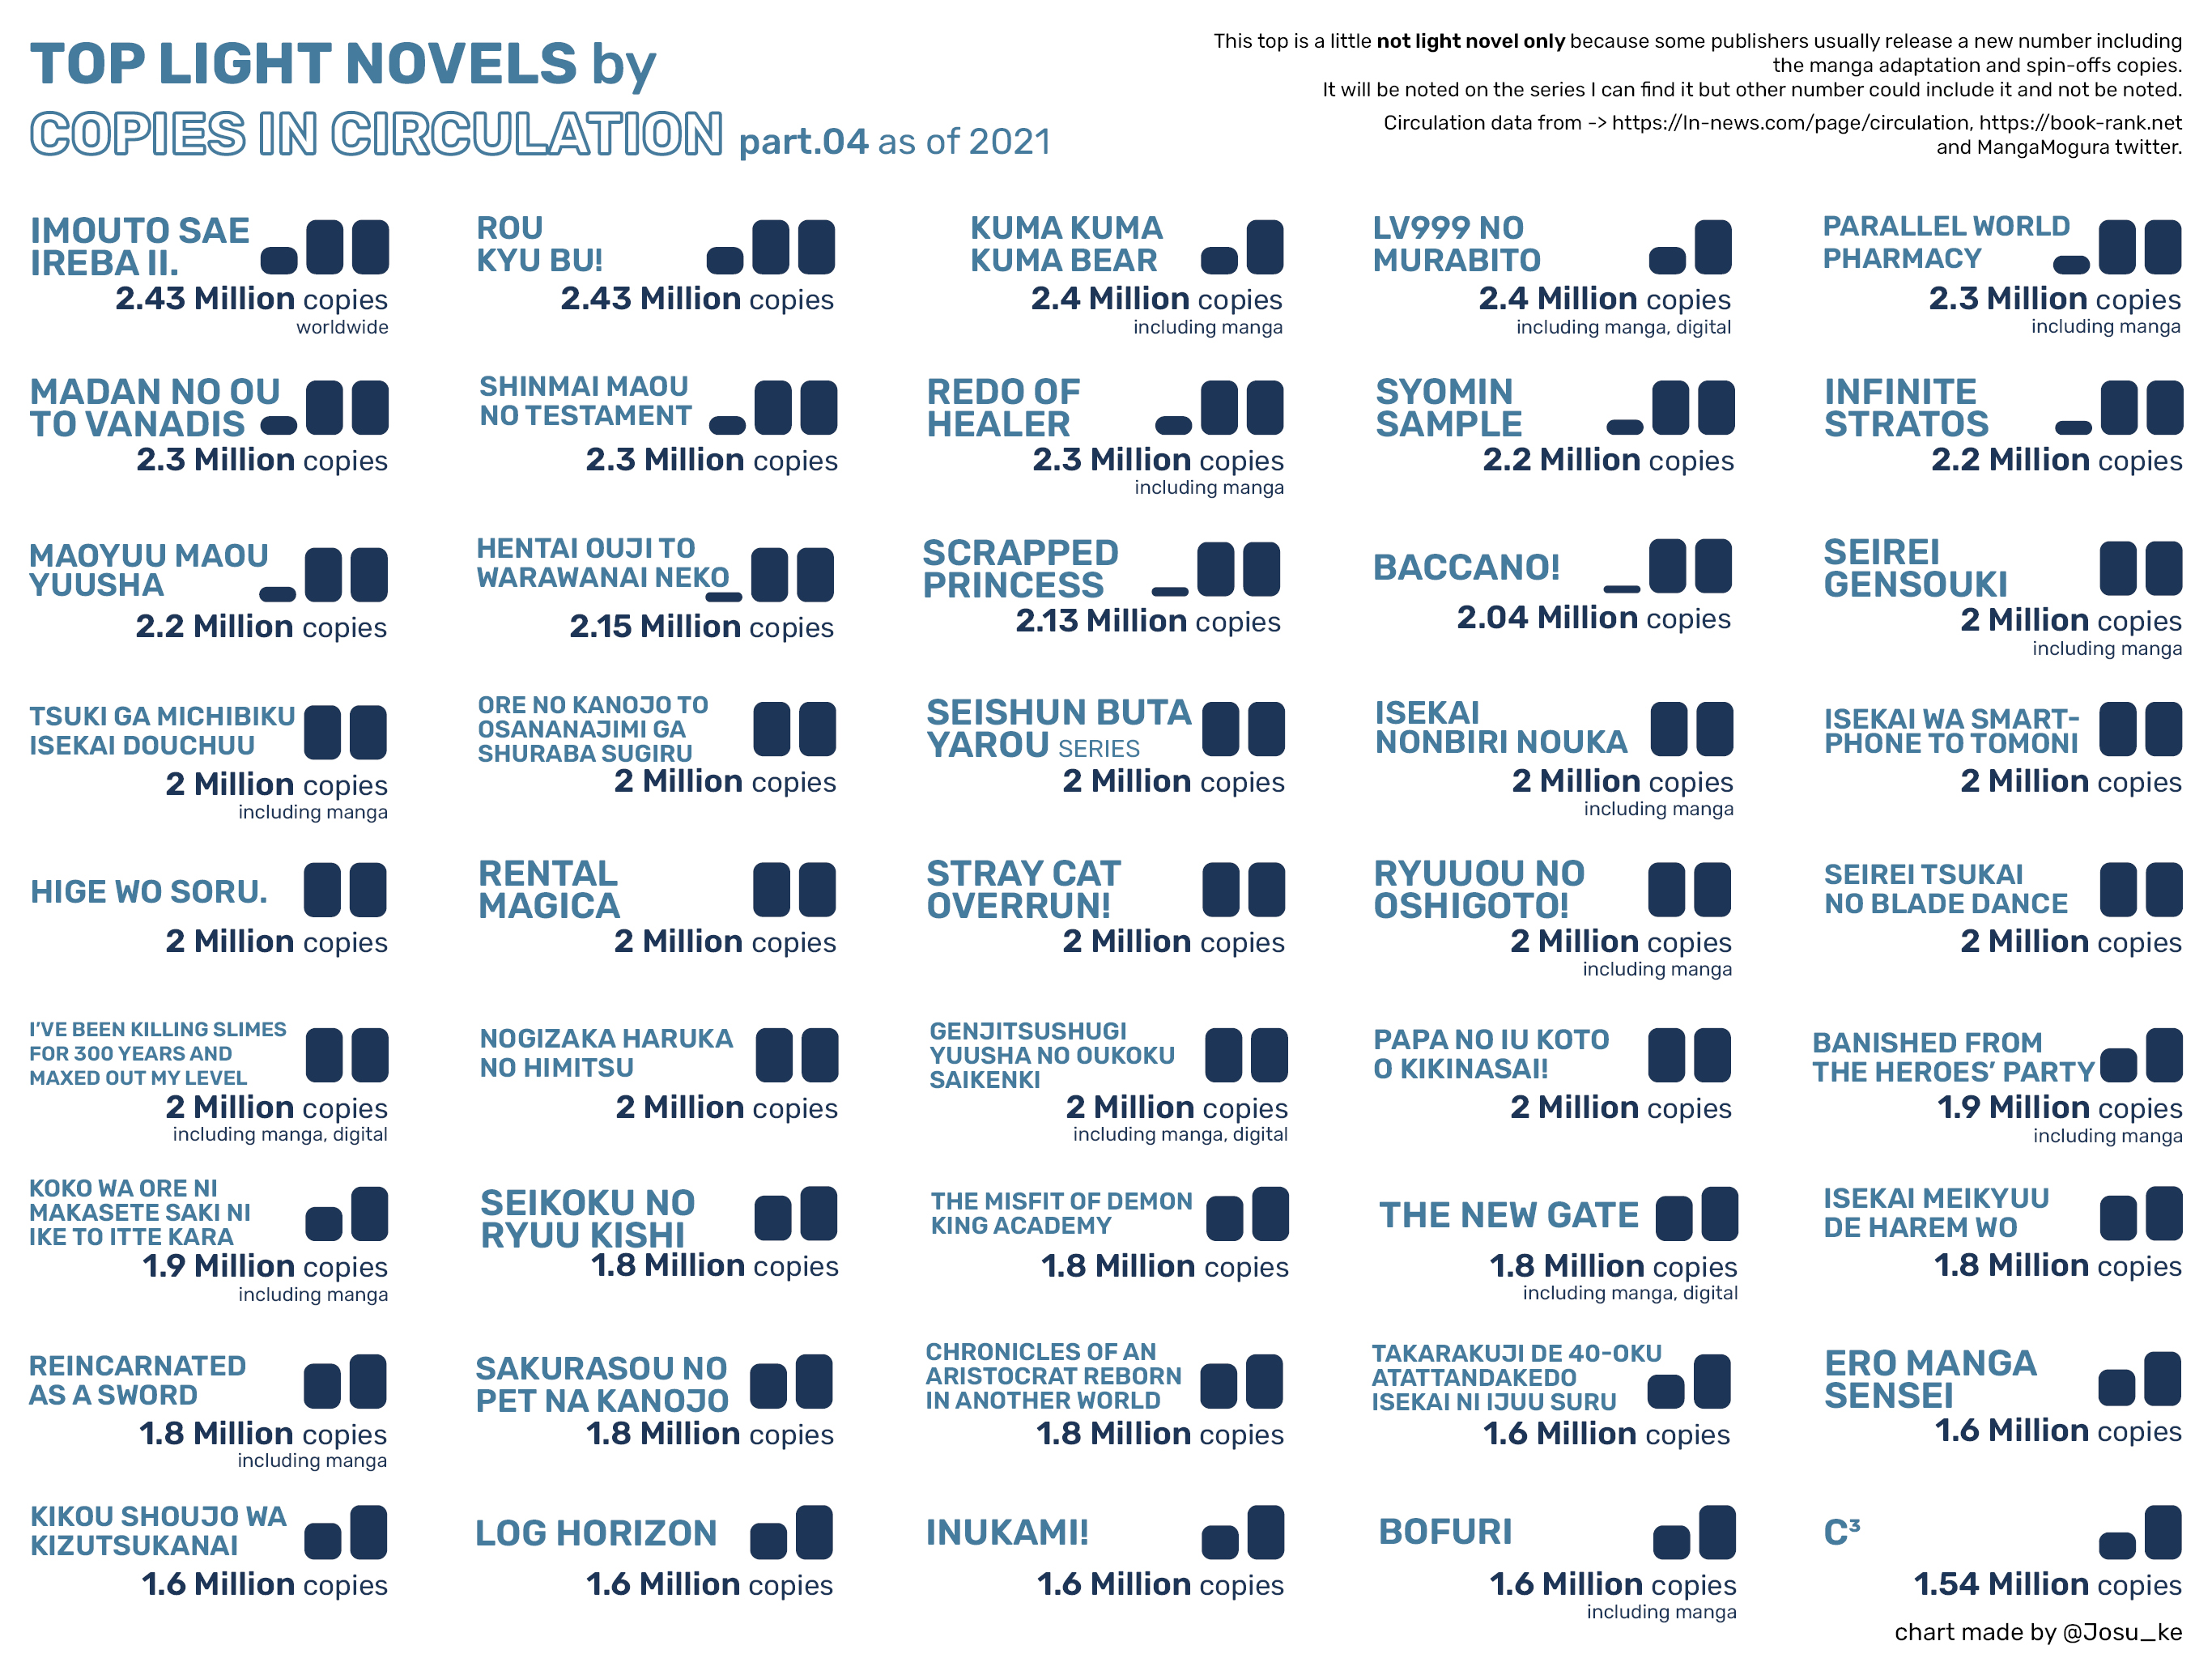 TOP LIGHT NOVELS by
COPIES IN CIRCULATION part.04 as of 2021
This top is a little not light novel only because some publishers usually release a new number including
the manga adaptation and spin-offs copies.
It will be noted on the series I can find it but other number could include it and not be noted.
Circulation data from -> https://ln-news.com/page/circulation, https://book-rank.net
and MangaMogura twitter.
IMOUTO SAE
IREBA II.
2.43 Million copies
worldwide
ROU
KYU BU!
2.43 Million copies
KUMA KUMA
KUMA BEAR
2.4 Million copies
including manga
LV999 NO
MURABITO
2.4 Million copies
including manga, digital
PARALLEL WORLD
PHARMACY
2.3 Million copies
including manga
MADAN NO OU
TO VANADIS
2.3 Million copies
SHINMAI MAOU
NO TESTAMENT
2.3 Million copies
REDO OF
HEALER
2.3 Million copies
including manga
SYOMIN
SAMPLE
2.2 Million copies
INFINITE
STRATOS
2.2 Million copies
MAOYUU MAOU
YUUSHA
2.2 Million copies
HENTAI OUJI TO
WARAWANAI NEKO
2.15 Million copies
SCRAPPED
PRINCESS
2.13 Million copies
BACCANO!
2.04 Million copies
SEIREI
GENSOUKI
2 Million copies
including manga
TSUKI GA MICHIBIKU
ISEKAI DOUCHUU
2 Million copies
including manga
ORE NO KANOJO TO
OSANANAJIMI GA
SHURABA SUGIRU
2 Million copies
SEISHUN BUTA
YAROU SERIES
2 Million copies
ISEKAI
NONBIRI NOUKA
2 Million copies
including manga
ISEKAI WA SMART-
PHONE TO TOMONI
2 Million copies
HIGE WO SORU.
2 Million copies
RENTAL
MAGICA
2 Million copies
STRAY CAT
OVERRUN!
2 Million copies
RYUUOU NO
OSHIGOTO!
2 Million copies
including manga
SEIREI TSUKAI
NO BLADE DANCE
2 Million copies
I'VE BEEN KILLING SLIMES
FOR 300 YEARS AND
MAXED OUT MY LEVEL
2 Million copies
including manga, digital
NOGIZAKA HARUKA
NO HIMITSU
2 Million copies
GENJITSUSHUGI
YUUSHA NO OUKOKU
SAIKENKI
2 Million copies
including manga, digital
PAPA NO IU KOTO
O KIKINASAI!
2 Million copies
BANISHED FROM
THE HEROES' PARTY
1.9 Million copies
including manga
KOKO WA ORE NI
MAKASETE SAKI NI
IKE TO ITTE KARA
1.9 Million copies
including manga
SEIKOKU NO
RYUU KISHI
1.8 Million copies
THE MISFIT OF DEMON
KING ACADEMY
1.8 Million copies
THE NEW GATE
1.8 Million copies
including manga, digital
ISEKAI MEIKYUU
DE HAREM WO
1.8 Million copies
REINCARNATED
AS A SWORD
1.8 Million copies
including manga
SAKURASOU NO
PET NA KANOJO
1.8 Million copies
CHRONICLES OF AN
ARISTOCRAT REBORN
IN ANOTHER WORLD
1.8 Million copies
TAKARAKUJI DE 40-OKU
ATATTANDAKEDO
ISEKAI NI IJUU SURU
1.6 Million copies
ERO MANGA
SENSEI
1.6 Million copies
KIKOU SHOUJO WA
KIZUTSUKANAI
1.6 Million copies
LOG HORIZON
1.6 Million copies
INUKAMI!
1.6 Million copies
BOFURI
1.6 Million copies
including manga
C³
1.54 Million copies
chart made by @Josu_ke